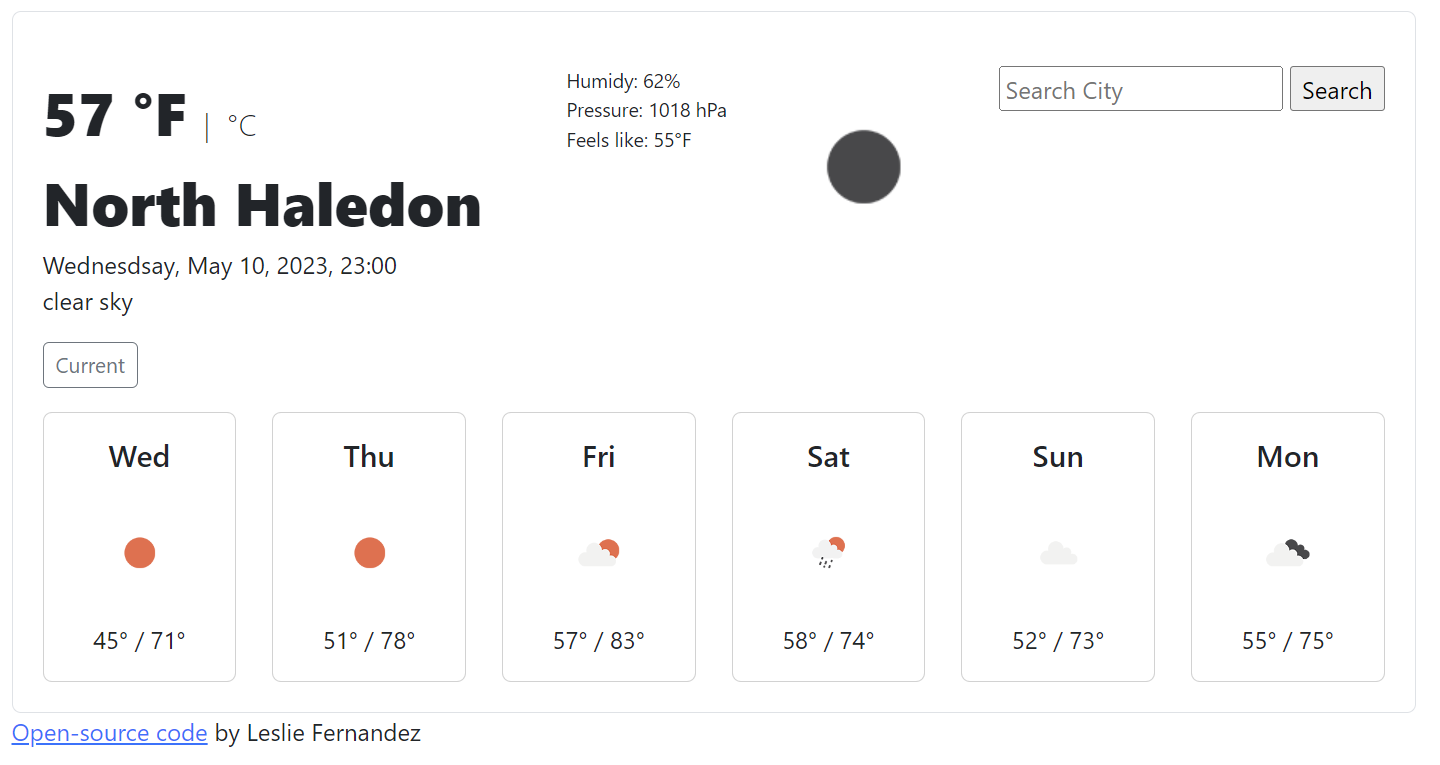 57 °F | °C
North Haledon
Wednesdsay, May 10, 2023, 23:00
clear sky
Humidy: 62%
Pressure: 1018 hPa
Feels like: 55°F
Search City
Search
Current
Wed
45° / 71°
Thu
51° / 78°
Fri
57° / 83°
Sat
58° / 74°
Sun
52° / 73°
Mon
55° / 75°
Open-source code by Leslie Fernandez